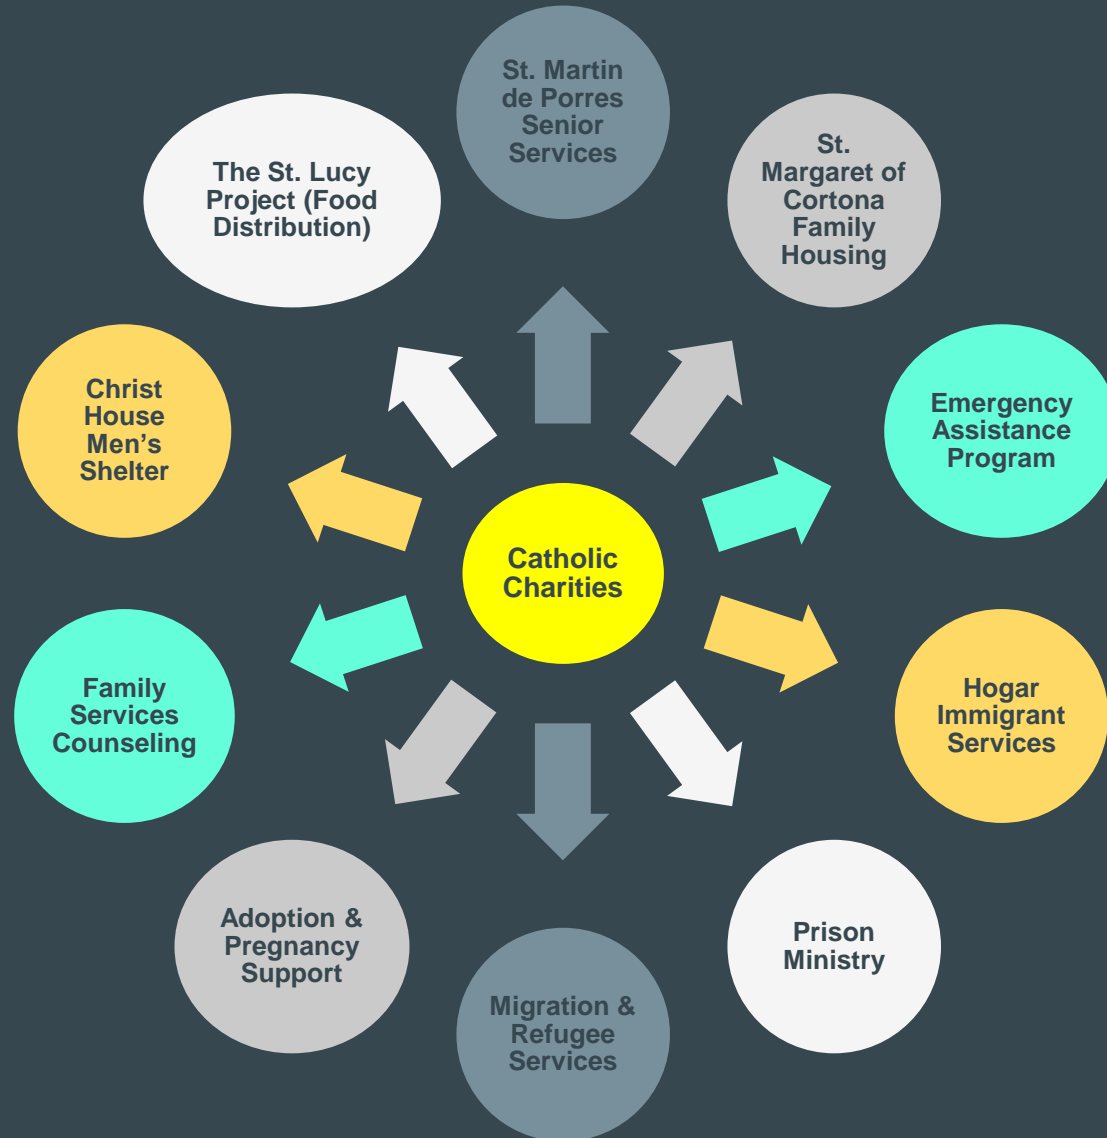 St. Martin
de Porres
Senior
Services
St.
Margaret of
Cortona
Family
Housing
Emergency
Assistance
Program
Hogar
Immigrant
Services
Prison
Ministry
Migration &
Refugee
Services
Adoption &
Pregnancy
Support
Family
Services
Counseling
Christ
House
Men’s
Shelter
The St. Lucy
Project (Food
Distribution)
Catholic
Charities